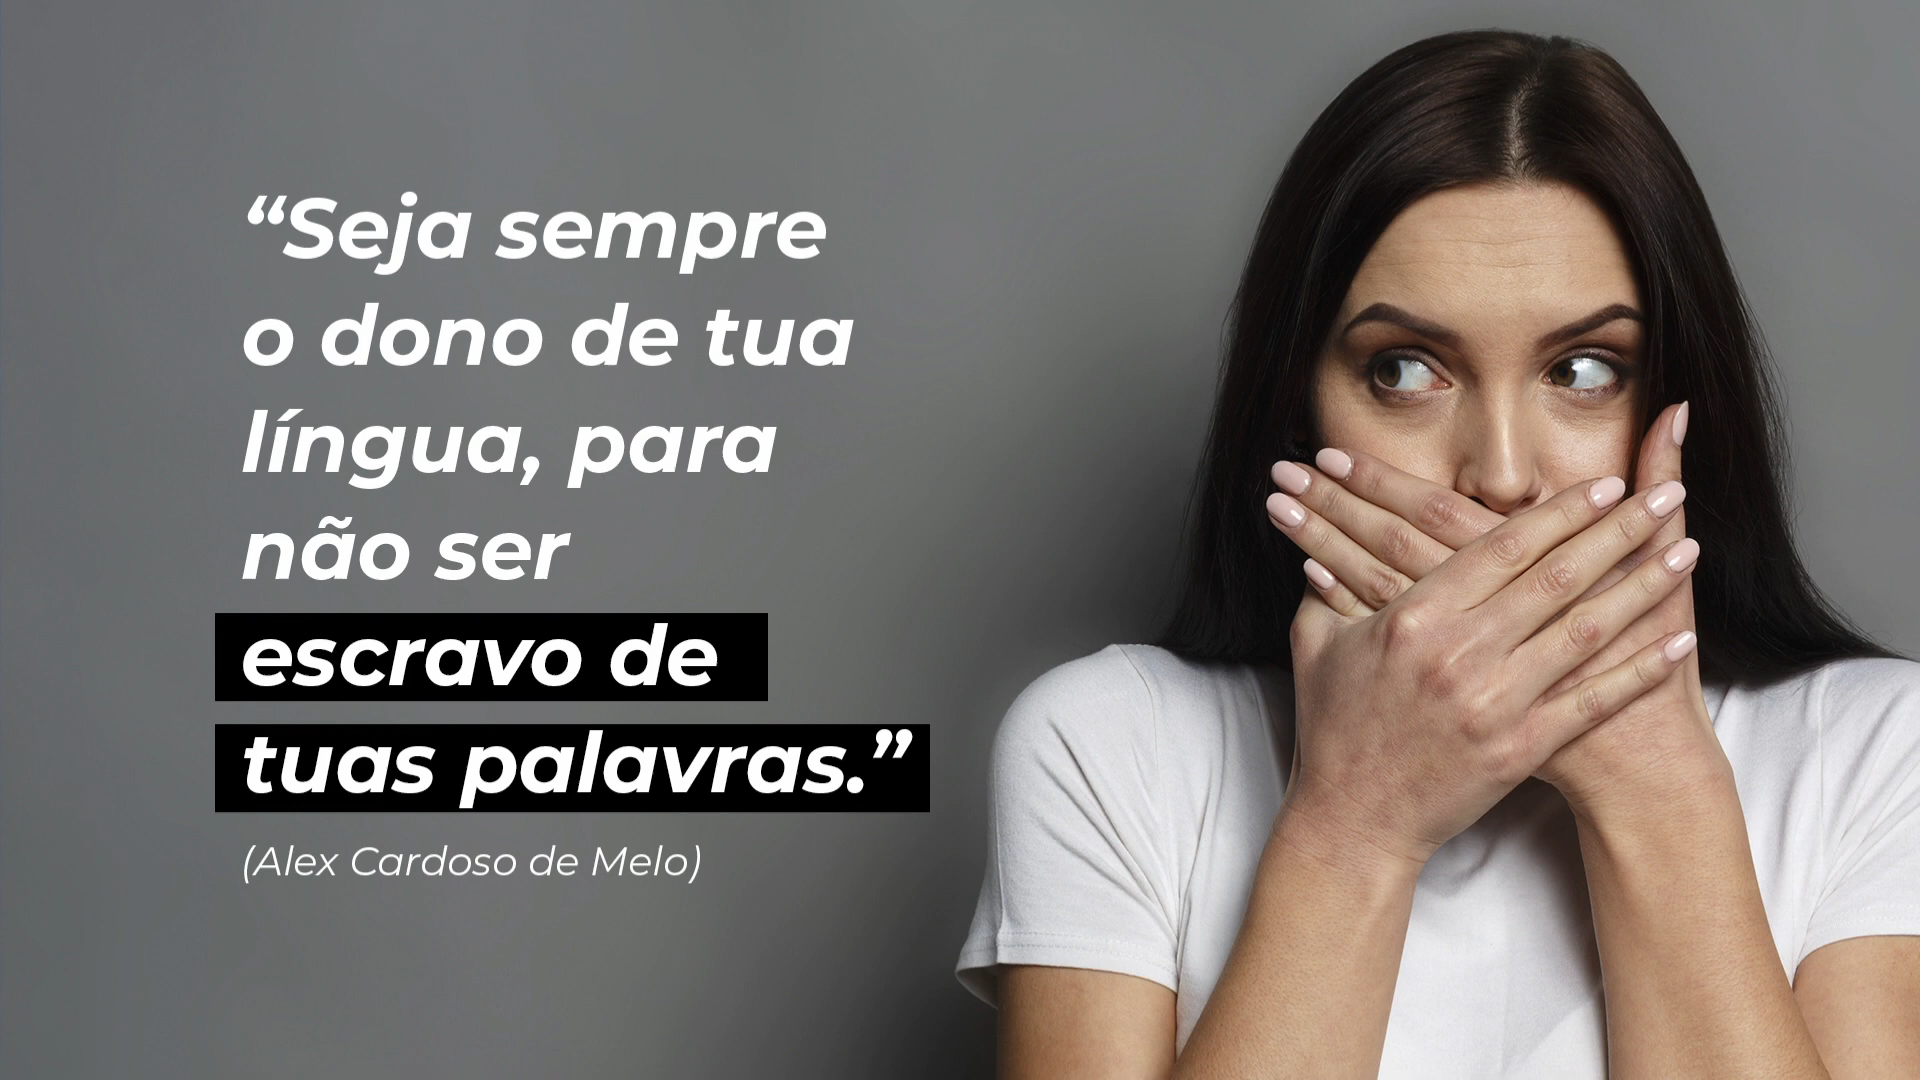 “Seja sempre
o dono de tua
língua, para
não ser
escravo de
tuas palavras.”
(Alex Cardoso de Melo)